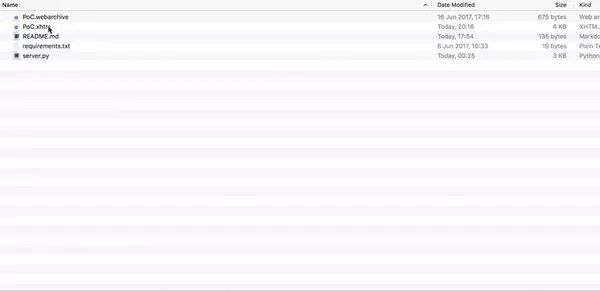 Name Date Modified Size Kind
PoC.webarchive 16 Jun 2017, 17:16 675 bytes Web ar
PoC.xhtm Today, 20:16 4 KB XHTM...
README.md Today, 17:54 135 bytes Markdo
requirements.txt 6 Jun 2017, 10:33 19 bytes Plain Te
server.py Today, 00:25 3 KB Python